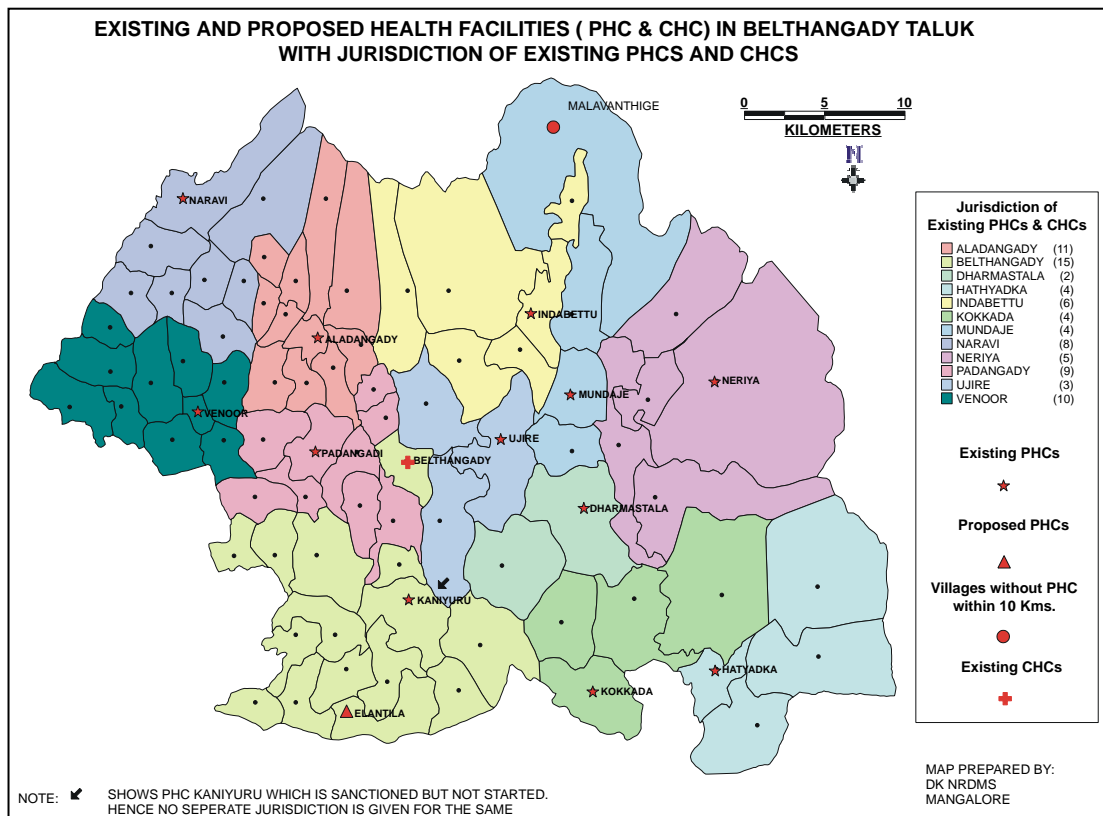 EXISTING AND PROPOSED HEALTH FACILITIES ( PHC & CHC) IN BELTHANGADY TALUK
WITH JURISDICTION OF EXISTING PHCS AND CHCS
MALAVANTHIGE
0 5 10
KILOMETERS
N
NARAVI
INDABETTU
ALADANGADY
NERIYA
MUNDAJE
VENOOR
UJIRE
PADANGADI
BELTHANGADY
DHARMASTALA
KANIYURU
HATYADKA
KOKKADA
ELANTILA
Jurisdiction of
Existing PHCs & CHCs
ALADANGADY (11)
BELTHANGADY (15)
DHARMASTALA (2)
HATHYADKA (4)
INDABETTU (6)
KOKKADA (4)
MUNDAJE (4)
NARAVI (8)
NERIYA (5)
PADANGADY (9)
UJIRE (3)
VENOOR (10)
Existing PHCs
Proposed PHCs
Villages without PHC
within 10 Kms.
Existing CHCs
NOTE: SHOWS PHC KANIYURU WHICH IS SANCTIONED BUT NOT STARTED.
HENCE NO SEPERATE JURISDICTION IS GIVEN FOR THE SAME
MAP PREPARED BY:
DK NRDMS
MANGALORE